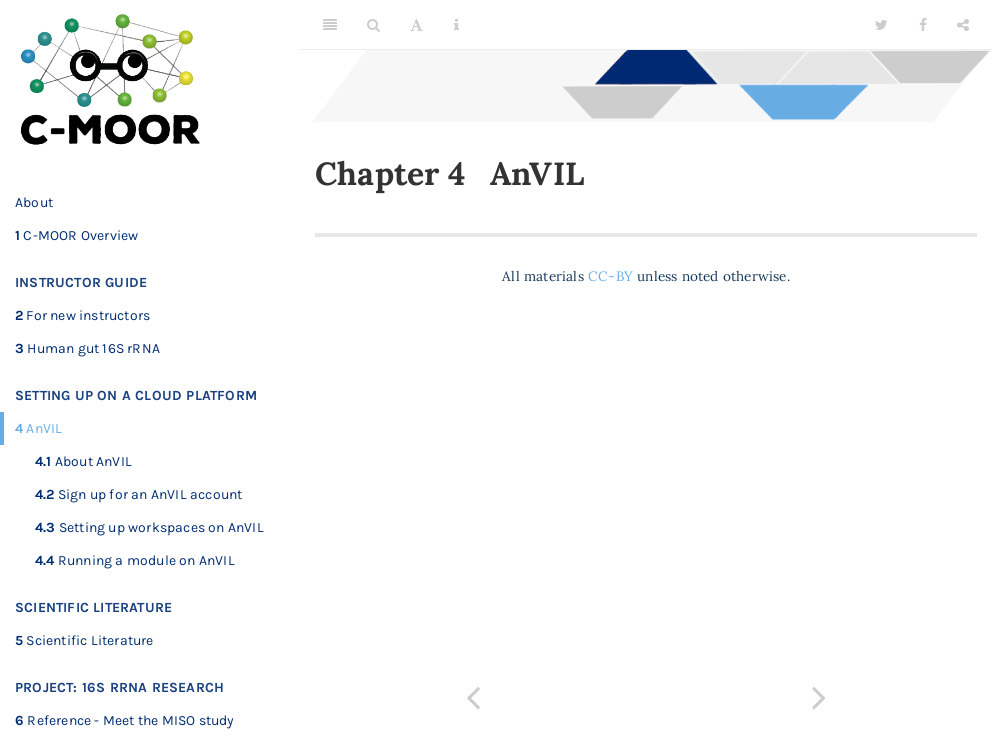 C-MOOR
About
1 C-MOOR Overview
INSTRUCTOR GUIDE
2 For new instructors
3 Human gut 16S rRNA
SETTING UP ON A CLOUD PLATFORM
4 AnVIL
4.1 About AnVIL
4.2 Sign up for an AnVIL account
4.3 Setting up workspaces on AnVIL
4.4 Running a module on AnVIL
SCIENTIFIC LITERATURE
5 Scientific Literature
PROJECT: 16S RRNA RESEARCH
6 Reference - Meet the MISO study
Chapter 4 AnVIL
All materials CC-BY unless noted otherwise.